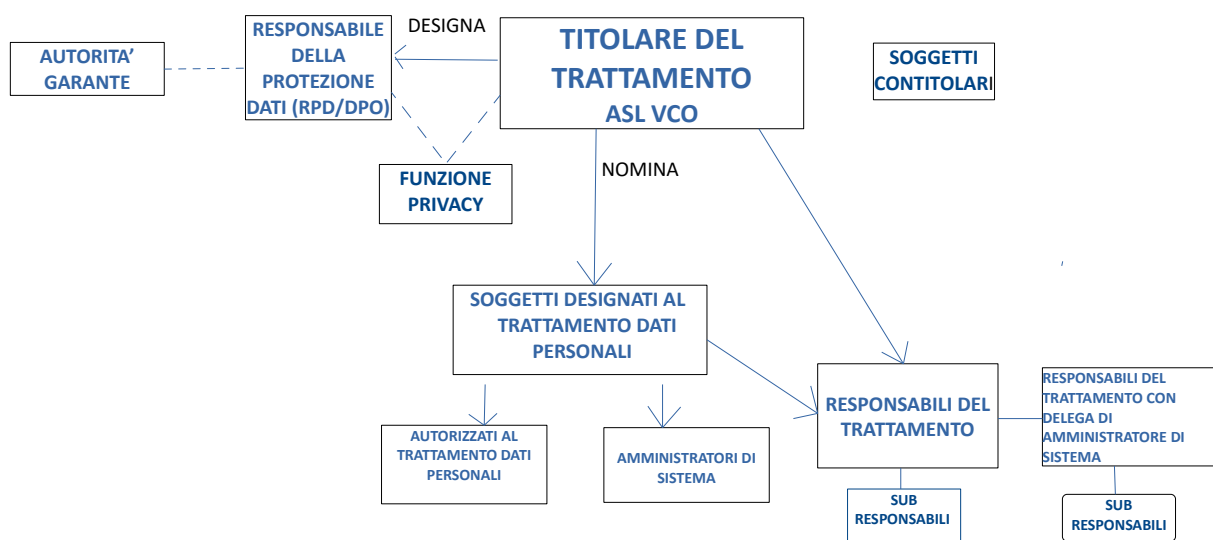 DESIGNA
AUTORITA’
GARANTE
RESPONSABILE
DELLA
PROTEZIONE
DATI (RPD/DPO)
TITOLARE DEL
TRATTAMENTO
ASL VCO
SOGGETTI
CONTITOLARI
FUNZIONE
PRIVACY
NOMINA
SOGGETTI DESIGNATI AL
TRATTAMENTO DATI
PERSONALI
AUTORIZZATI AL
TRATTAMENTO DATI
PERSONALI
AMMINISTRATORI DI
SISTEMA
RESPONSABILI DEL
TRATTAMENTO
RESPONSABILI DEL
TRATTAMENTO CON
DELEGA DI
AMMINISTRATORE DI
SISTEMA
SUB
RESPONSABILI
SUB
RESPONSABILI